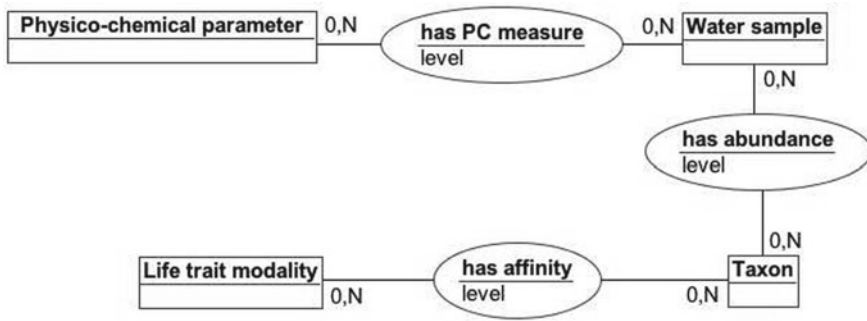 Physico-chemical parameter
0,N
has PC measure
level
0,N
Water sample
0,N
has abundance
level
0,N
Life trait modality
0,N
has affinity
level
0,N
Taxon